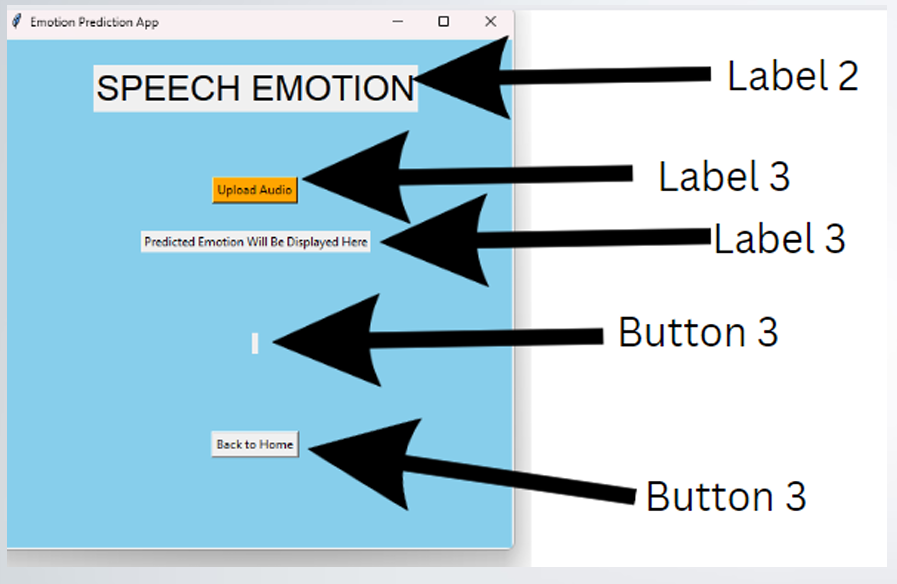 Emotion Prediction App
SPEECH EMOTION
Label 2
Upload Audio
Label 3
Predicted Emotion Will Be Displayed Here
Label 3
Button 3
Back to Home
Button 3